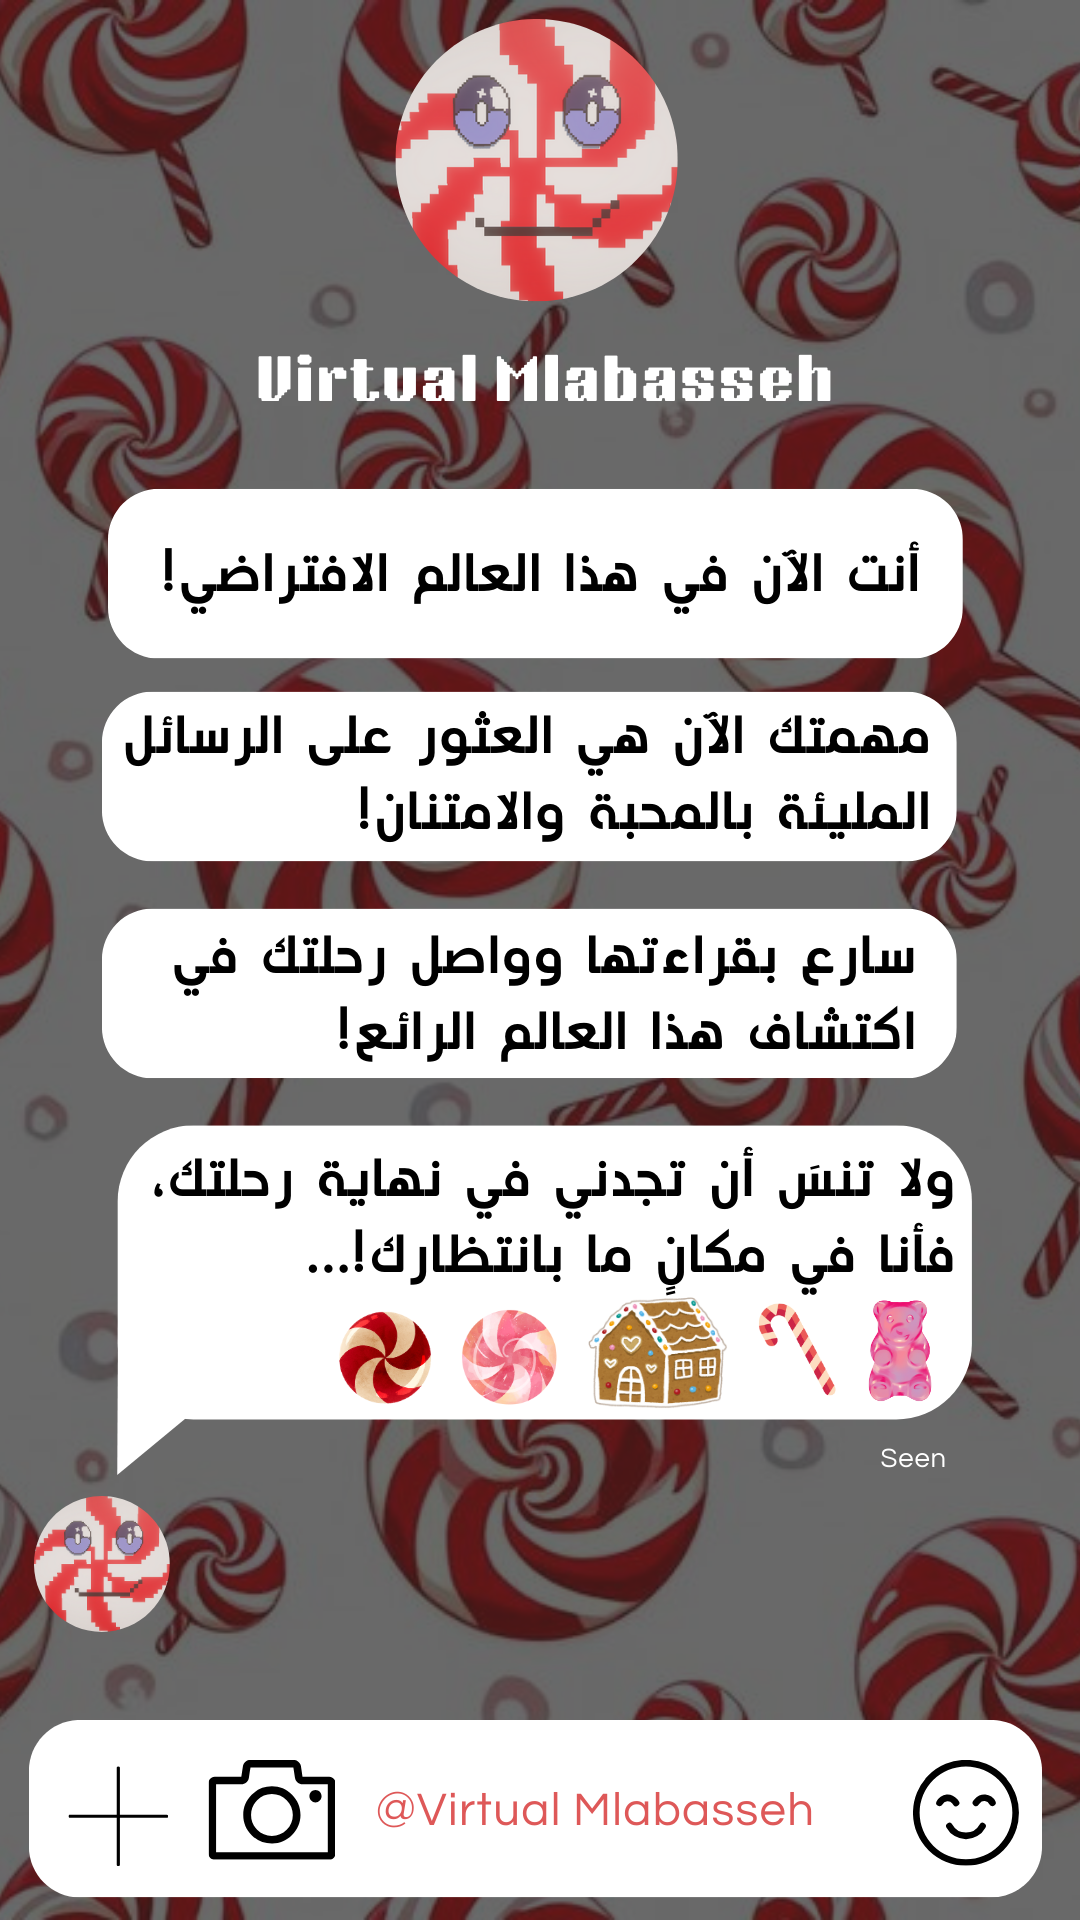 Virtual Mlabasseh
أنت الآن في هذا العالم الافتراضي!
مهمتك الآن هي العثور على الرسائل
المليئة بالمحبة والامتنان!
سارع بقراءتها وواصل رحلتك في
اكتشاف هذا العالم الرائع!
ولا تنسَ أن تجدني في نهاية رحلتك،
فأنا في مكانٍ ما بانتظارك!...
Seen
@Virtual Mlabasseh